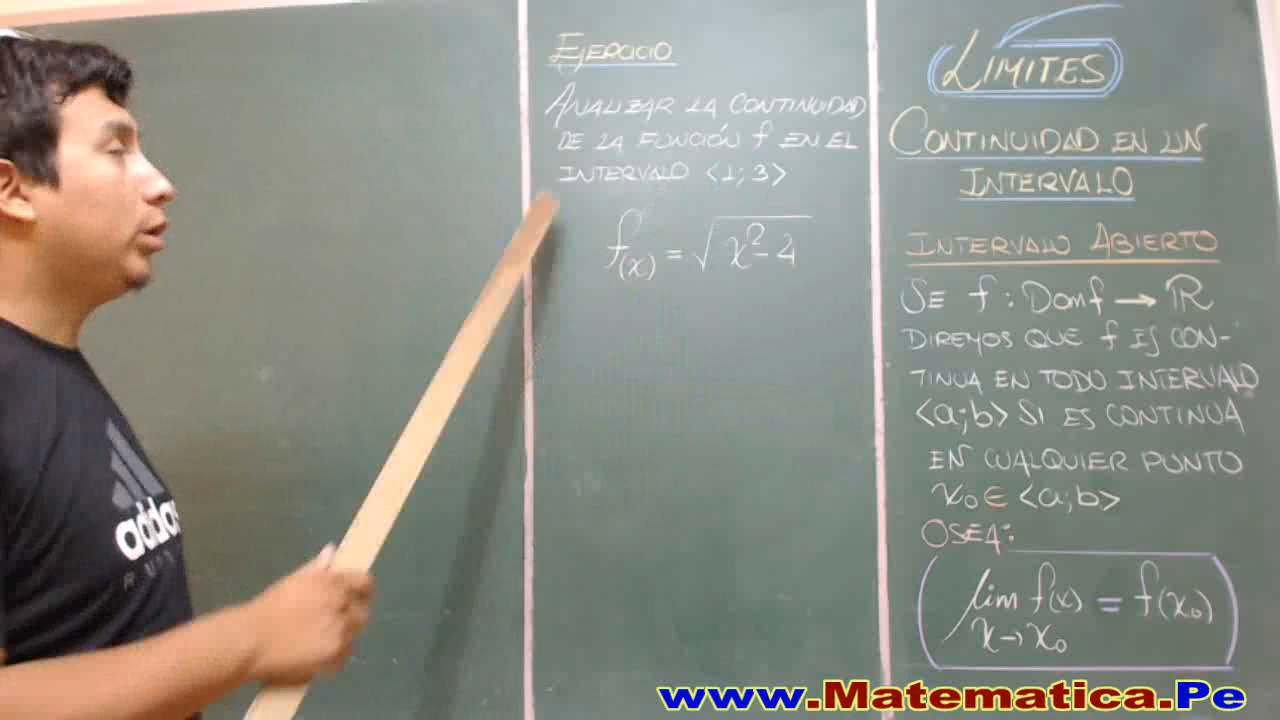 EJERCICIO
ANALIZAR LA CONTINUIDAD
DE LA FUNCIÓN f EN EL
INTERVALO <1; 3>
f(x) = √(x² - 4)
LIMITES
CONTINUIDAD EN UN
INTERVALO
INTERVALO ABIERTO
SE f : Domf → ℝ
DIREMOS QUE f ES CON-
TINUA EN TODO INTERVALO
<a;b> SI ES CONTINUA
EN CUALQUIER PUNTO
x₀ ∈ <a;b>
OSEA:
lim f(x) = f(x₀)
x → x₀
adidas
www.Matematica.Pe